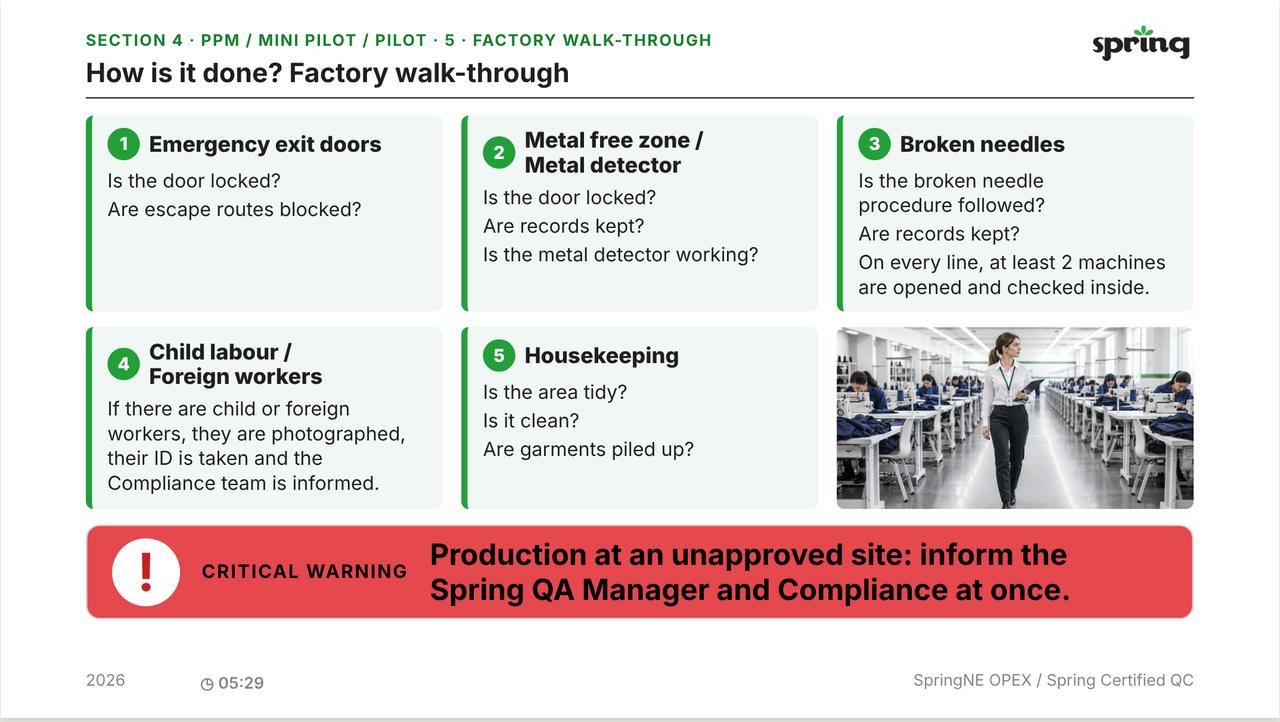 SECTION 4 · PPM / MINI PILOT / PILOT · 5 · FACTORY WALK-THROUGH
spring
How is it done? Factory walk-through
1 Emergency exit doors
Is the door locked?
Are escape routes blocked?
2 Metal free zone /
Metal detector
Is the door locked?
Are records kept?
Is the metal detector working?
3 Broken needles
Is the broken needle
procedure followed?
Are records kept?
On every line, at least 2 machines
are opened and checked inside.
4 Child labour /
Foreign workers
If there are child or foreign
workers, they are photographed,
their ID is taken and the
Compliance team is informed.
5 Housekeeping
Is the area tidy?
Is it clean?
Are garments piled up?
! CRITICAL WARNING
Production at an unapproved site: inform the
Spring QA Manager and Compliance at once.
2026
05:29
SpringNE OPEX / Spring Certified QC